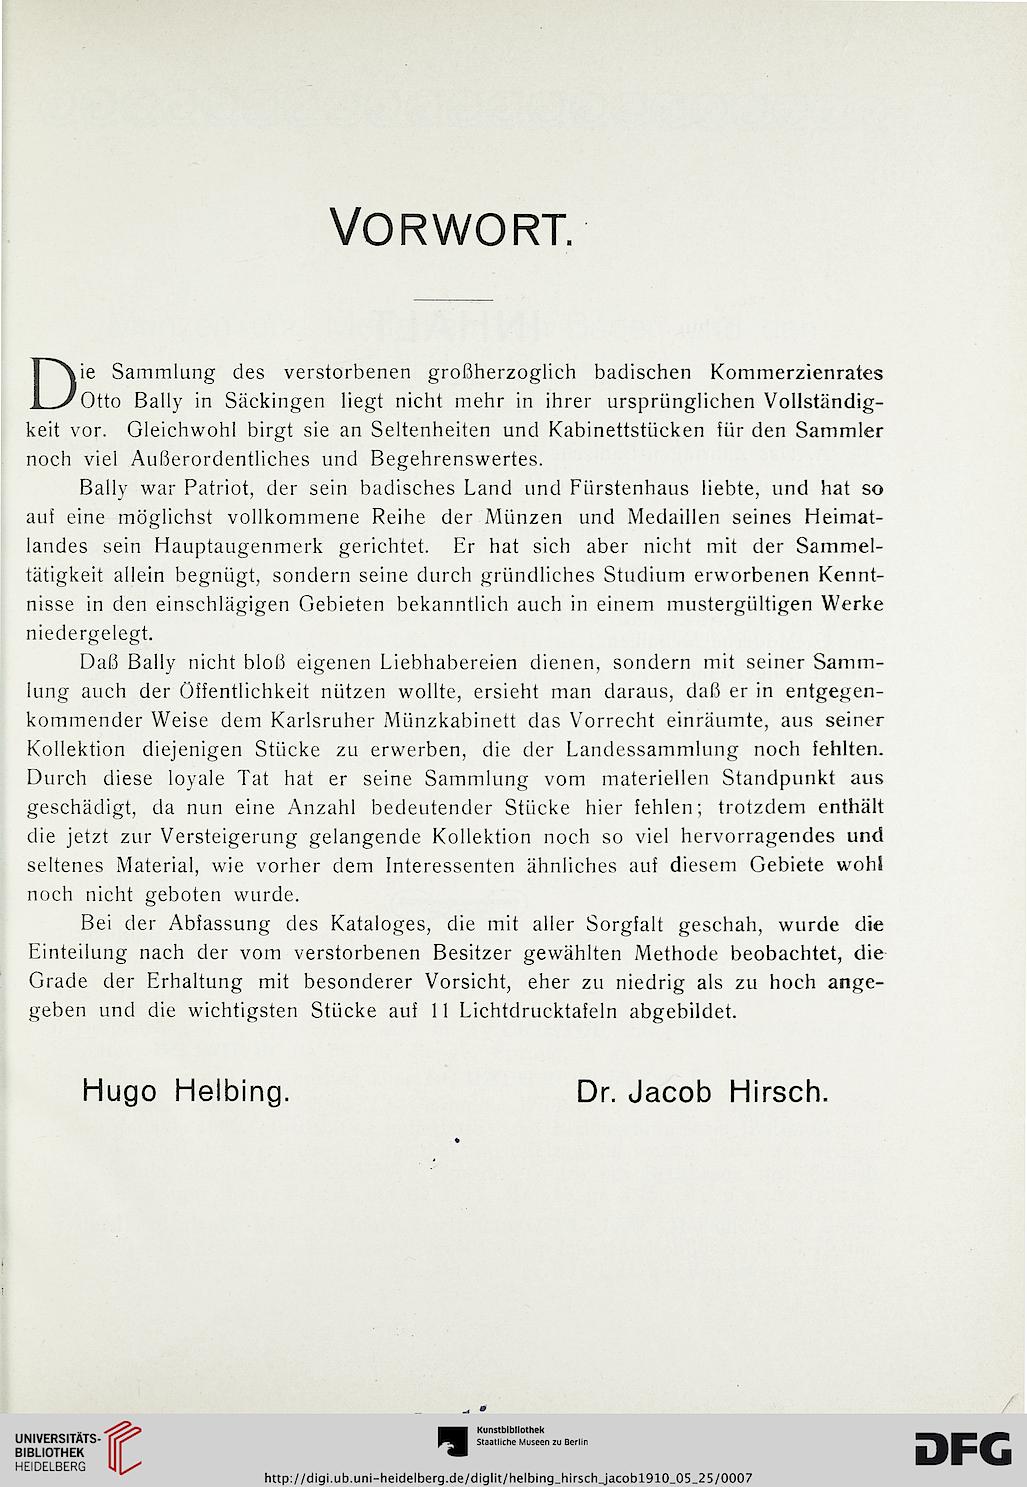 VORWORT.
Die Sammlung des verstorbenen großherzoglich badischen Kommerzienrates
Otto Bally in Säckingen liegt nicht mehr in ihrer ursprünglichen Vollständig-
keit vor. Gleichwohl birgt sie an Seltenheiten und Kabinettstücken für den Sammler
noch viel Außerordentliches und Begehrenswertes.
Bally war Patriot, der sein badisches Land und Fürstenhaus liebte, und hat so
auf eine möglichst vollkommene Reihe der Münzen und Medaillen seines Heimat-
landes sein Hauptaugenmerk gerichtet. Er hat sich aber nicht mit der Sammel-
tätigkeit allein begnügt, sondern seine durch gründliches Studium erworbenen Kennt-
nisse in den einschlägigen Gebieten bekanntlich auch in einem mustergültigen Werke
niedergelegt.
Daß Bally nicht bloß eigenen Liebhabereien dienen, sondern mit seiner Samm-
lung auch der Öffentlichkeit nützen wollte, ersieht man daraus, daß er in entgegen-
kommender Weise dem Karlsruher Münzkabinett das Vorrecht einräumte, aus seiner
Kollektion diejenigen Stücke zu erwerben, die der Landessammlung noch fehlten.
Durch diese loyale Tat hat er seine Sammlung vom materiellen Standpunkt aus
geschädigt, da nun eine Anzahl bedeutender Stücke hier fehlen; trotzdem enthält
die jetzt zur Versteigerung gelangende Kollektion noch so viel hervorragendes und
seltenes Material, wie vorher dem Interessenten ähnliches auf diesem Gebiete wohl
noch nicht geboten wurde.
Bei der Abfassung des Kataloges, die mit aller Sorgfalt geschah, wurde die
Einteilung nach der vom verstorbenen Besitzer gewählten Methode beobachtet, die
Grade der Erhaltung mit besonderer Vorsicht, eher zu niedrig als zu hoch ange-
geben und die wichtigsten Stücke auf 11 Lichtdrucktafeln abgebildet.
Hugo Helbing. Dr. Jacob Hirsch.
UNIVERSITÄTS-
BIBLIOTHEK
HEIDELBERG
Kunstbibliothek
Staatliche Museen zu Berlin
DFG
http://digi.ub.uni-heidelberg.de/diglit/helbing_hirsch_jacob1910_05_25/0007